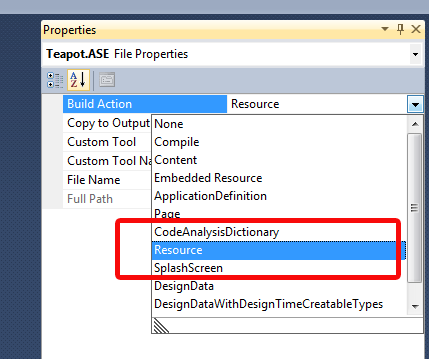 Properties
Teapot.ASE File Properties
Build Action Resource
Copy to Output
Custom Tool
Custom Tool Na
File Name
Full Path
None
Compile
Content
Embedded Resource
ApplicationDefinition
Page
CodeAnalysisDictionary
Resource
SplashScreen
DesignData
DesignDataWithDesignTimeCreatableTypes